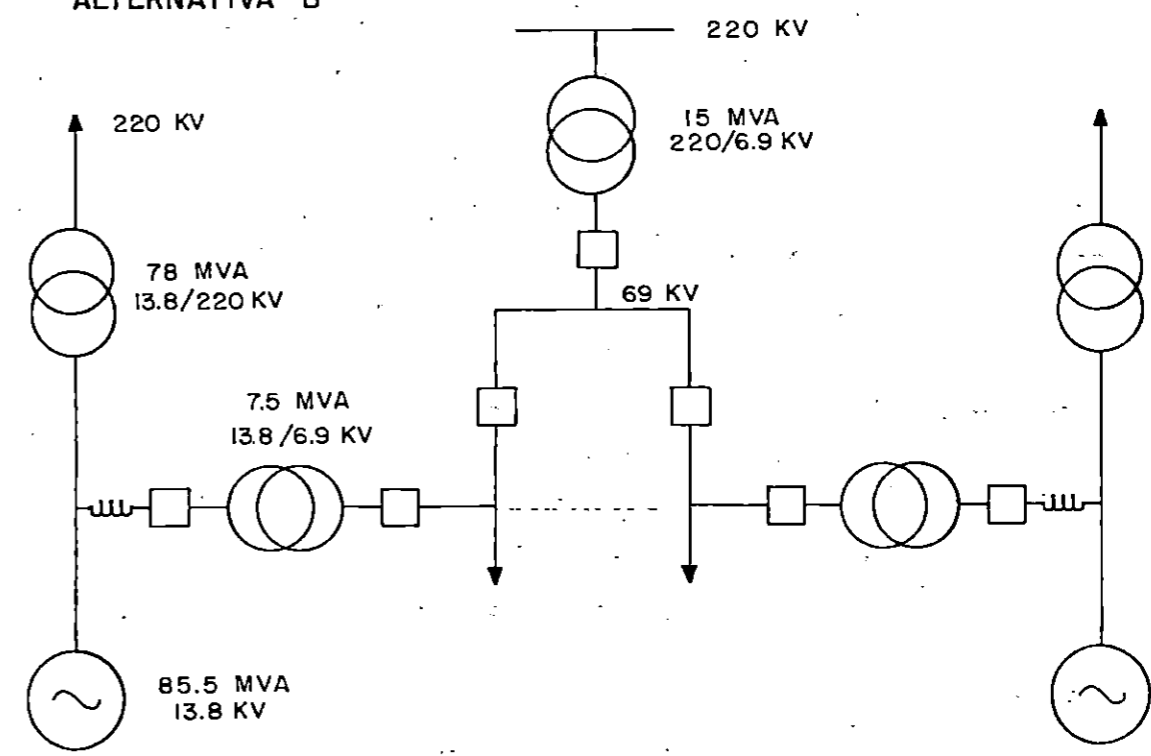 ALTERNATIVA B
220 KV
220 KV
15 MVA
220/6.9 KV
78 MVA
13.8/220 KV
69 KV
7.5 MVA
13.8/6.9 KV
85.5 MVA
13.8 KV